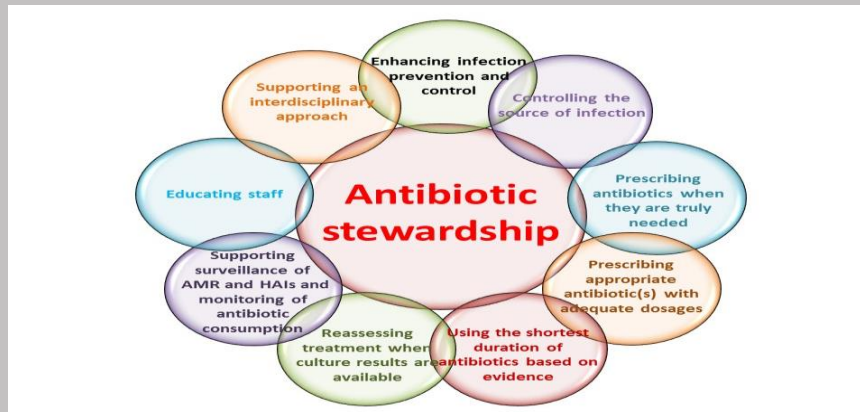 Antibiotic
stewardship
Enhancing infection
prevention and
control
Controlling the
source of infection
Prescribing
antibiotics when
they are truly
needed
Prescribing
appropriate
antibiotic(s) with
adequate dosages
Using the shortest
duration of
antibiotics based on
evidence
Reassessing
treatment when
culture results are
available
Supporting
surveillance of
AMR and HAIs and
monitoring of
antibiotic
consumption
Educating staff
Supporting an
interdisciplinary
approach